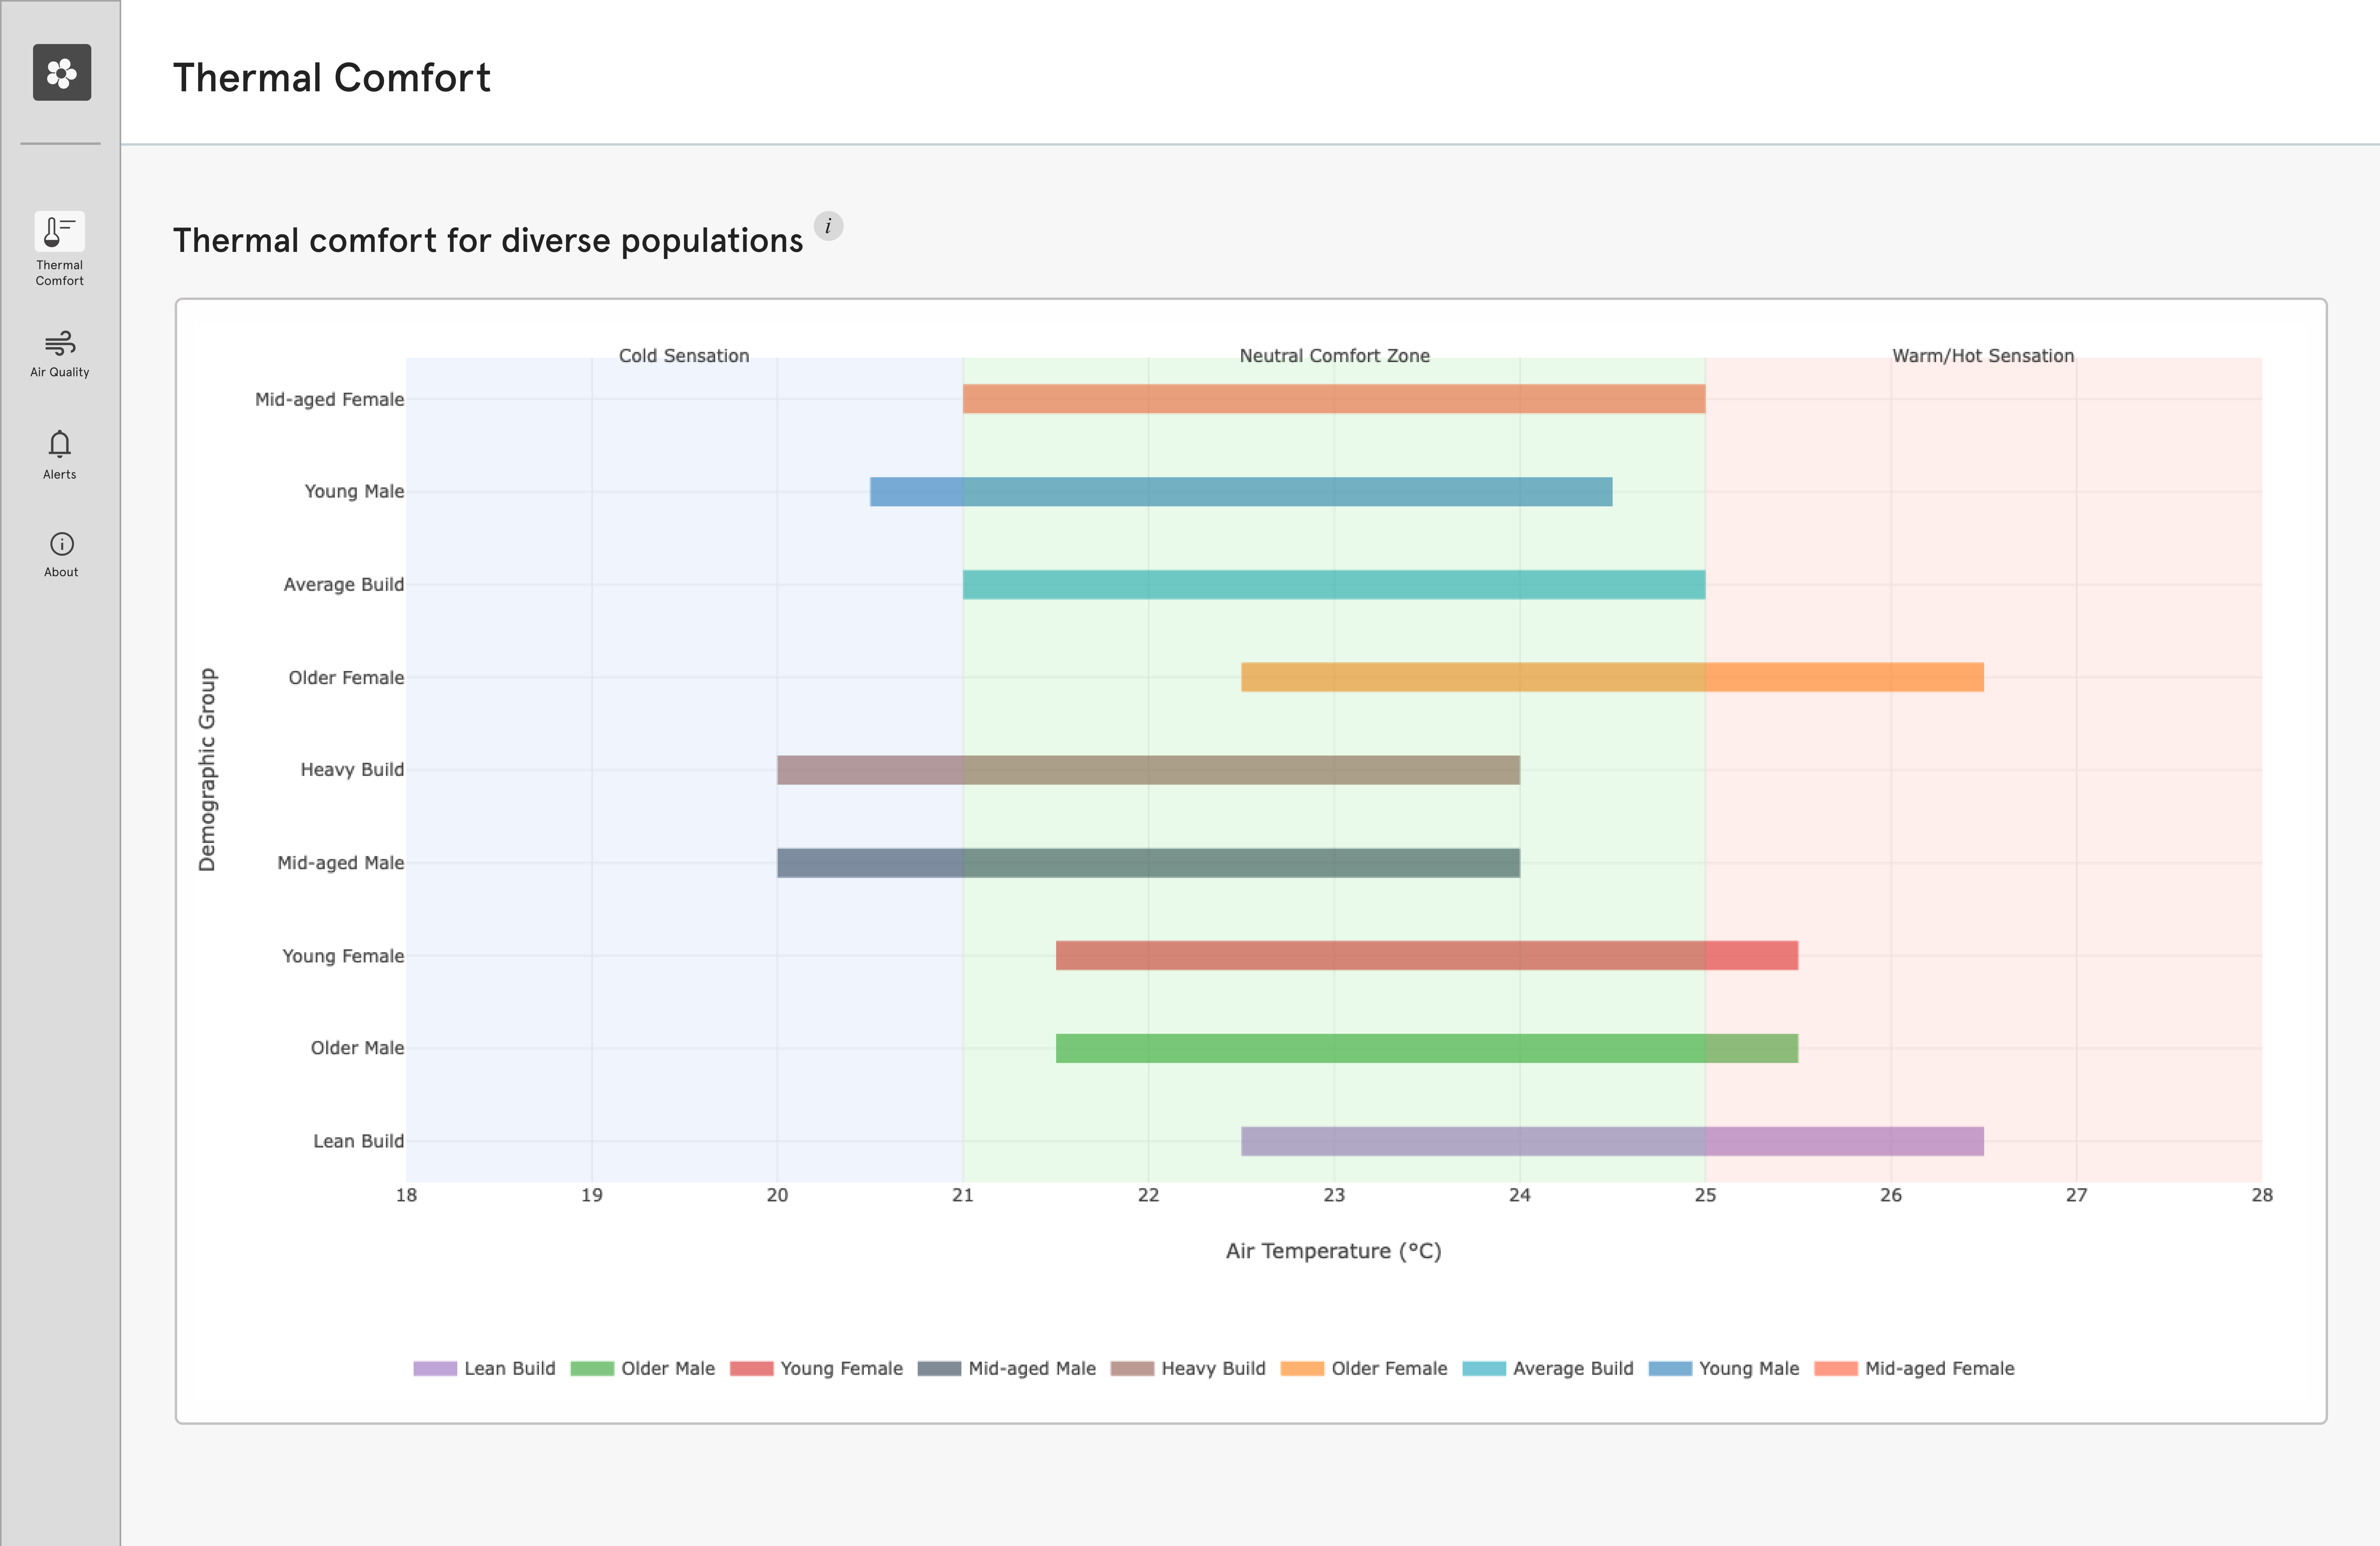 Thermal Comfort
Thermal
Comfort
Air Quality
Alerts
About
Thermal comfort for diverse populations i
Cold Sensation
Neutral Comfort Zone
Warm/Hot Sensation
Demographic Group
Mid-aged Female
Young Male
Average Build
Older Female
Heavy Build
Mid-aged Male
Young Female
Older Male
Lean Build
18 19 20 21 22 23 24 25 26 27 28
Air Temperature (°C)
Lean Build Older Male Young Female Mid-aged Male Heavy Build Older Female Average Build Young Male Mid-aged Female